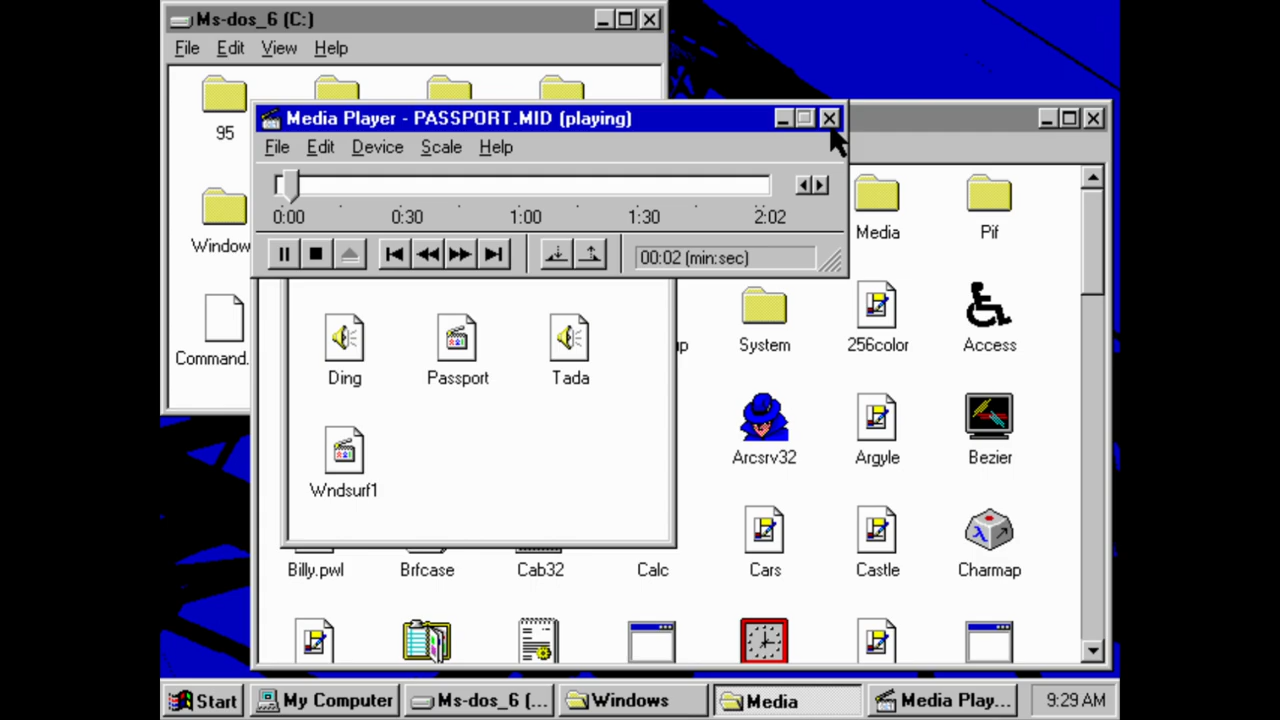 Ms-dos_6 (C:)
File Edit View Help
95
Window
Command.
Media Player - PASSPORT.MID (playing)
File Edit Device Scale Help
0:00 0:30 1:00 1:30 2:02
00:02 (min:sec)
Media Pif
System 256color Access
Ding Passport Tada
Arcsrv32 Argyle Bezier
Wndsurf1
Billy.pwl Brfcase Cab32 Calc Cars Castle Charmap
Start My Computer Ms-dos_6 (... Windows Media Media Play... 9:29 AM